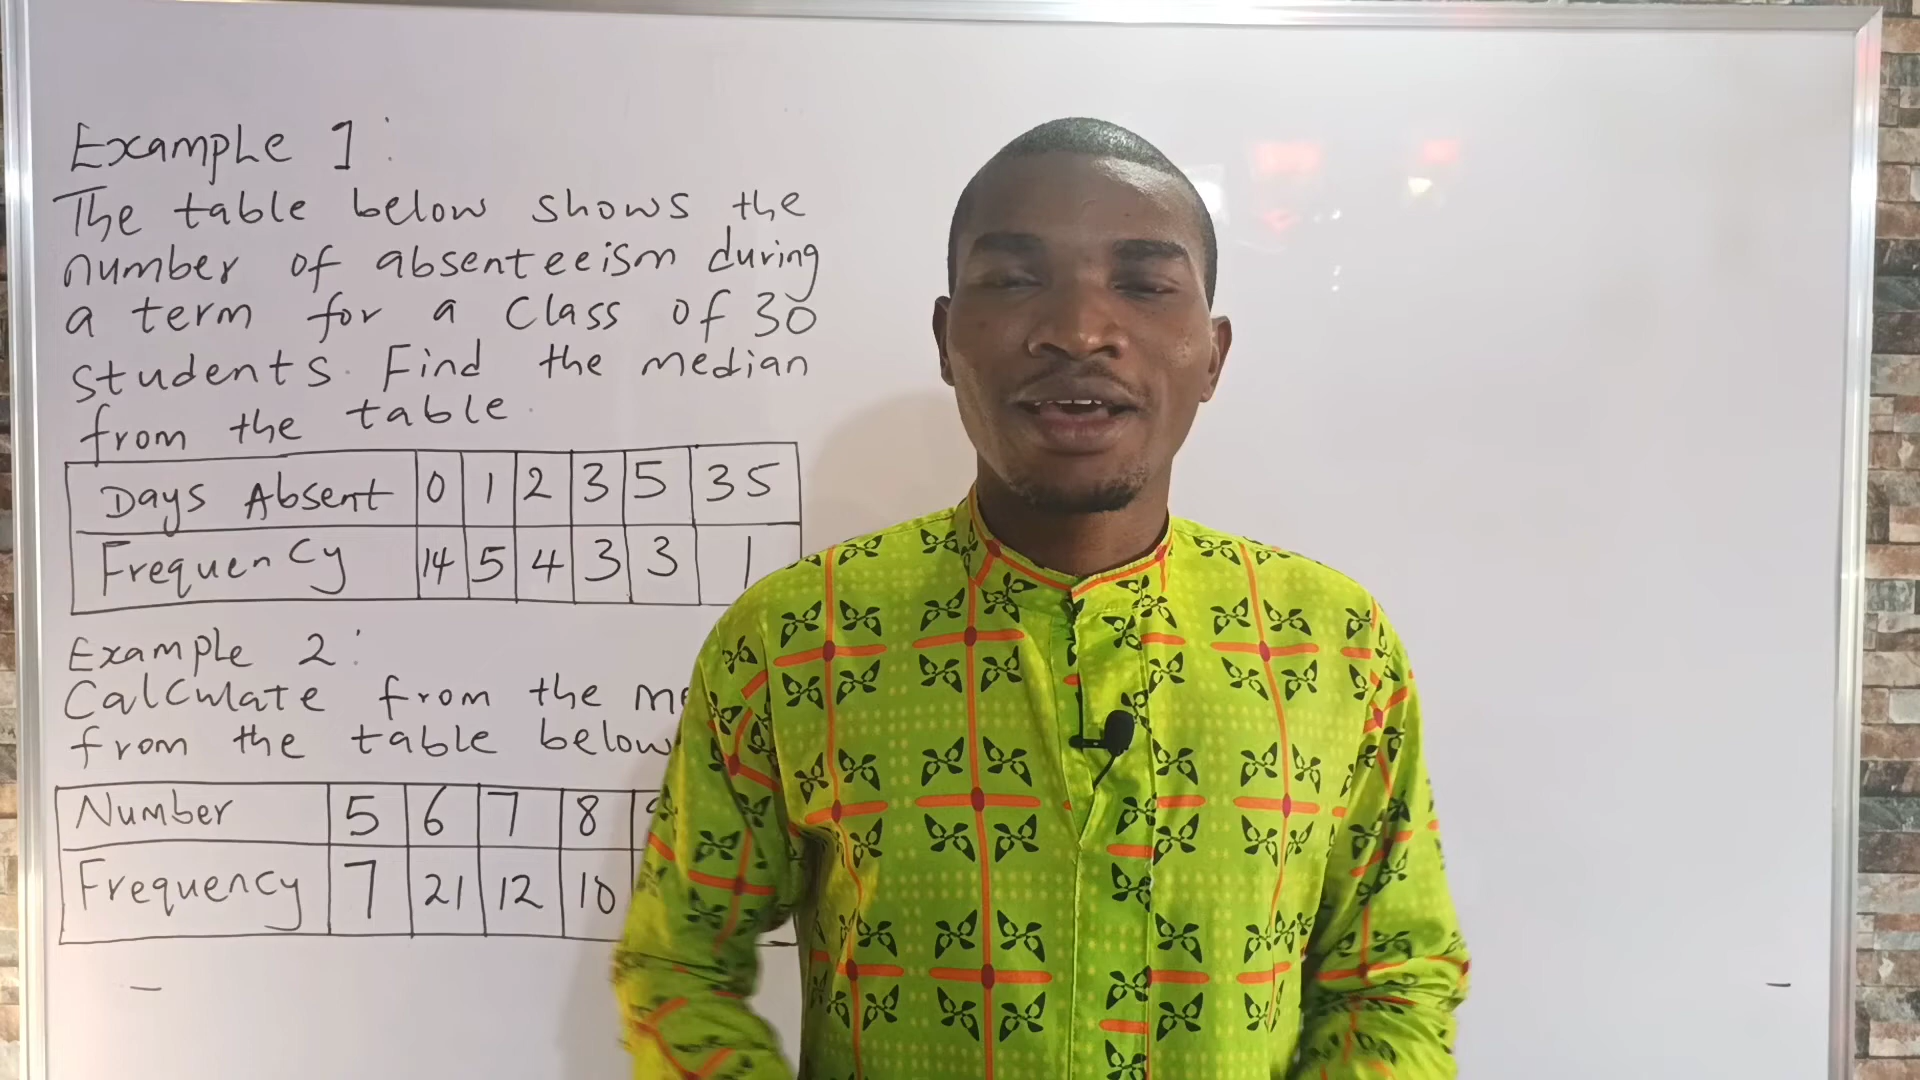 Example 1:
The table below shows the
number of absenteeism during
a term for a class of 30
students. Find the median
from the table.
Days Absent 0 1 2 3 5 35
Frequency 14 5 4 3 3 1
Example 2:
Calculate from the
from the table below
Number 5 6 7 8
Frequency 7 21 12 10